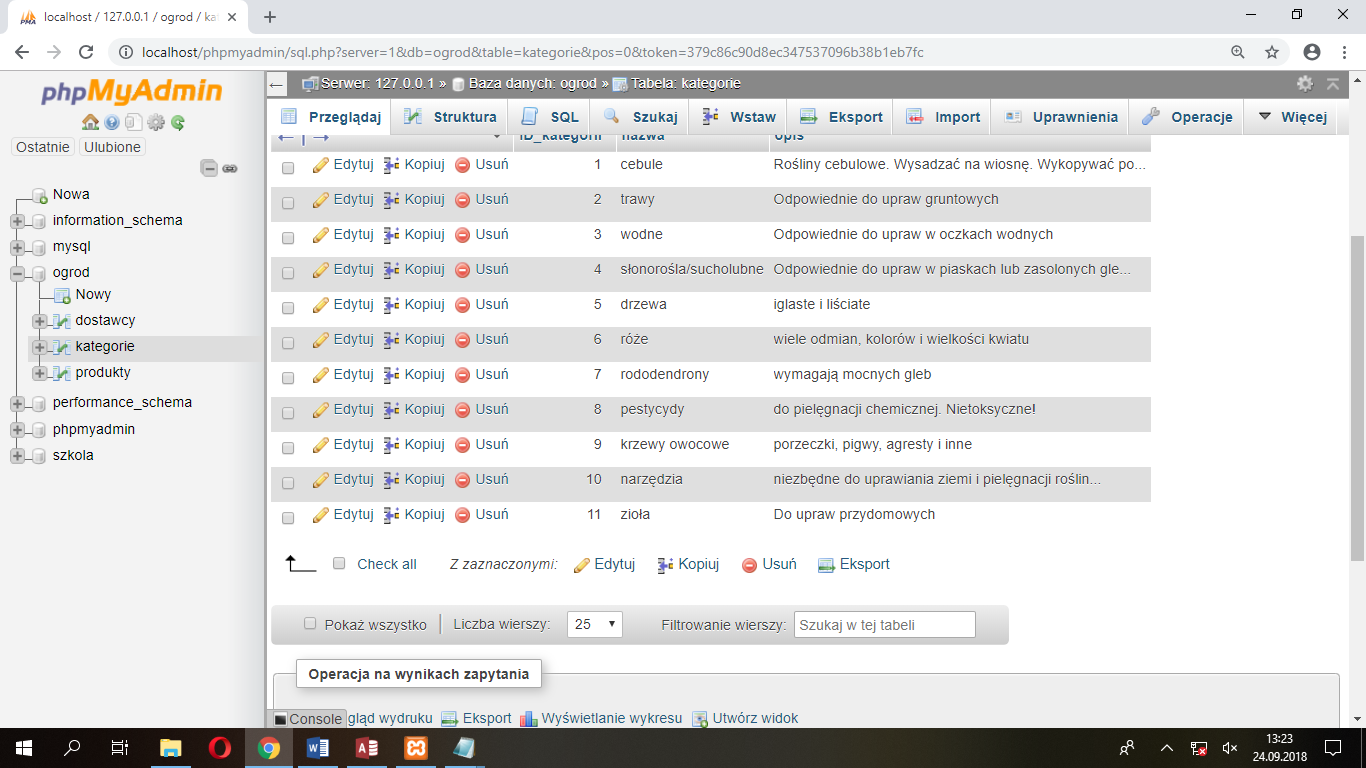 localhost / 127.0.0.1 / ogrod / kat
localhost/phpmyadmin/sql.php?server=1&db=ogrod&table=kategorie&pos=0&token=379c86c90d8ec347537096b38b1eb7fc
phpMyAdmin
Ostatnie Ulubione
Nowa
information_schema
mysql
ogrod
Nowy
dostawcy
kategorie
produkty
performance_schema
phpmyadmin
szkola
Serwer: 127.0.0.1 » Baza danych: ogrod » Tabela: kategorie
Przeglądaj Struktura SQL Szukaj Wstaw Eksport Import Uprawnienia Operacje Więcej
ID_kategorii nazwa opis
Edytuj Kopiuj Usuń 1 cebule Rośliny cebulowe. Wysadzać na wiosnę. Wykopywać po...
Edytuj Kopiuj Usuń 2 trawy Odpowiednie do upraw gruntowych
Edytuj Kopiuj Usuń 3 wodne Odpowiednie do upraw w oczkach wodnych
Edytuj Kopiuj Usuń 4 słonorośla/sucholubne Odpowiednie do upraw w piaskach lub zasolonych gle...
Edytuj Kopiuj Usuń 5 drzewa iglaste i liściate
Edytuj Kopiuj Usuń 6 róże wiele odmian, kolorów i wielkości kwiatu
Edytuj Kopiuj Usuń 7 rododendrony wymagają mocnych gleb
Edytuj Kopiuj Usuń 8 pestycydy do pielęgnacji chemicznej. Nietoksyczne!
Edytuj Kopiuj Usuń 9 krzewy owocowe porzeczki, pigwy, agresty i inne
Edytuj Kopiuj Usuń 10 narzędzia niezbędne do uprawiania ziemi i pielęgnacji roślin...
Edytuj Kopiuj Usuń 11 zioła Do upraw przydomowych
Check all Z zaznaczonymi: Edytuj Kopiuj Usuń Eksport
Pokaż wszystko Liczba wierszy: 25 Filtrowanie wierszy: Szukaj w tej tabeli
Operacja na wynikach zapytania
Console gląd wydruku Eksport Wyświetlanie wykresu Utwórz widok
13:23
24.09.2018